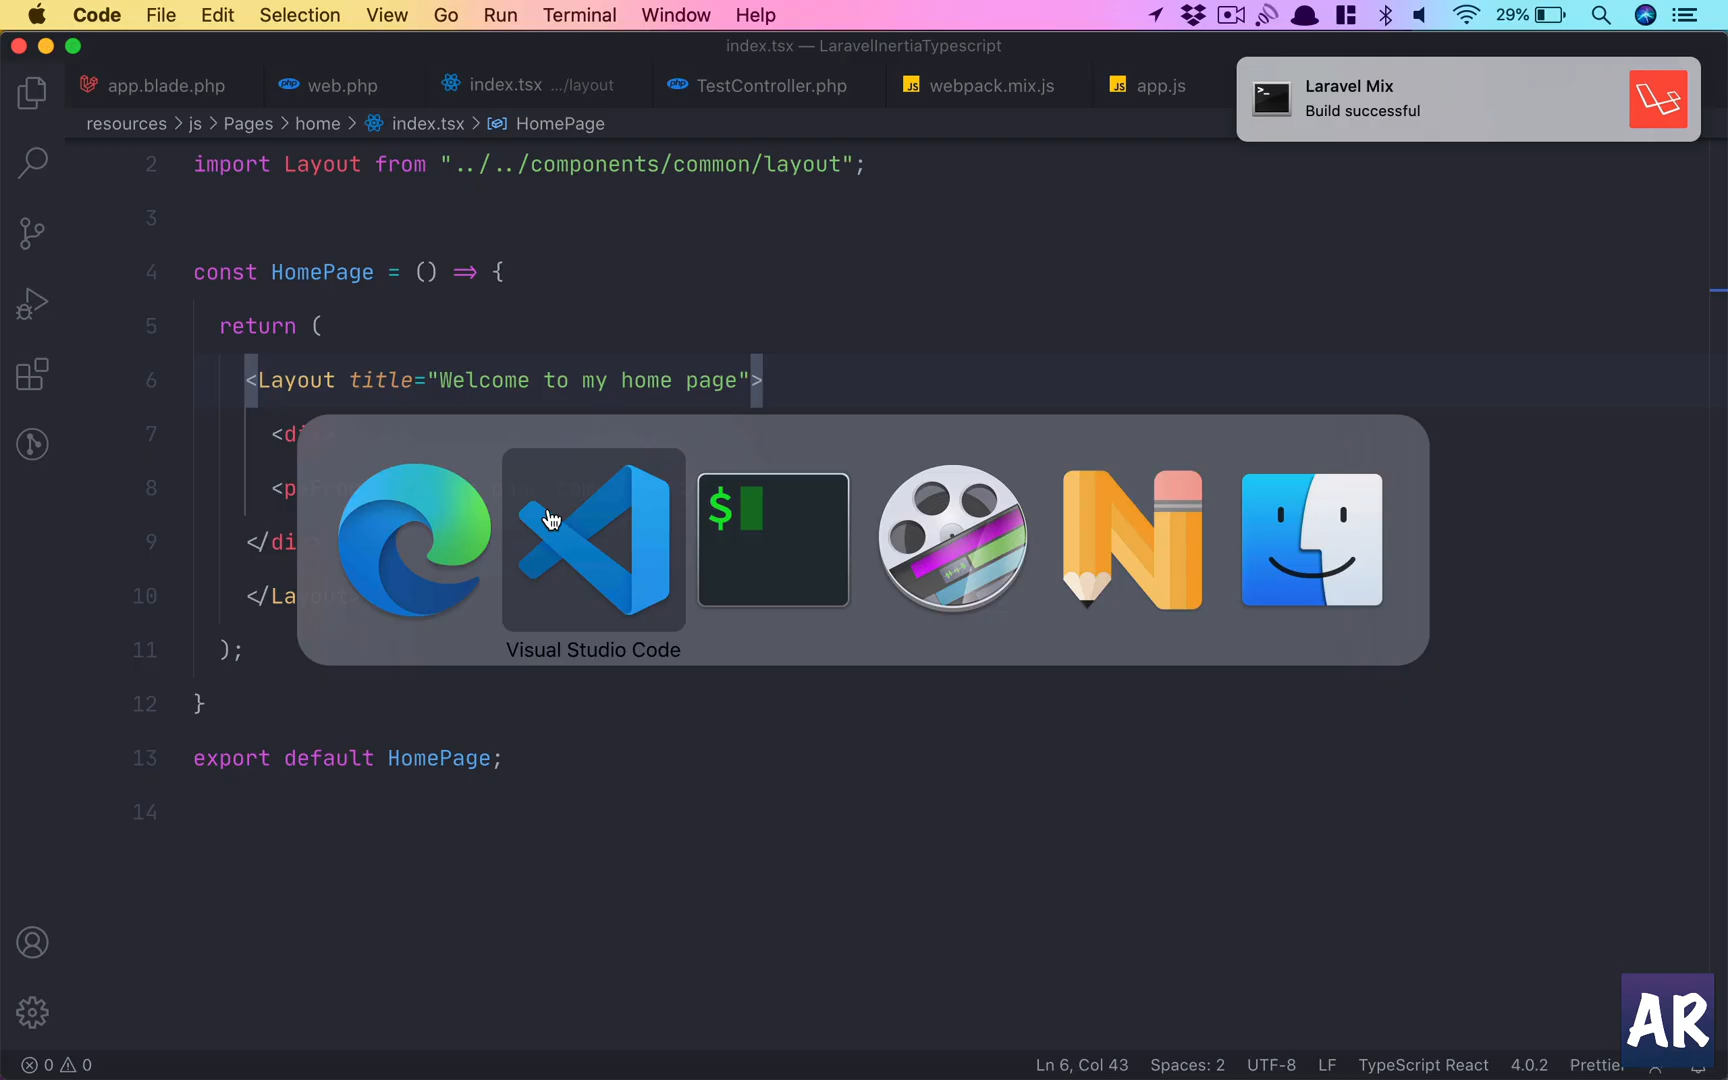 Code File Edit Selection View Go Run Terminal Window Help 29%
index.tsx — LaravelInertiaTypescript
app.blade.php web.php index.tsx .../layout TestController.php webpack.mix.js app.js
Laravel Mix
Build successful
resources > js > Pages > home > index.tsx > HomePage
2 import Layout from "../../components/common/layout";
3
4 const HomePage = () => {
5 return (
6 <Layout title="Welcome to my home page">
7 <di
8 <p
9 </di
10 </La
11 );
12 }
13 export default HomePage;
14
$
Visual Studio Code
AR
0 0 Ln 6, Col 43 Spaces: 2 UTF-8 LF TypeScript React 4.0.2